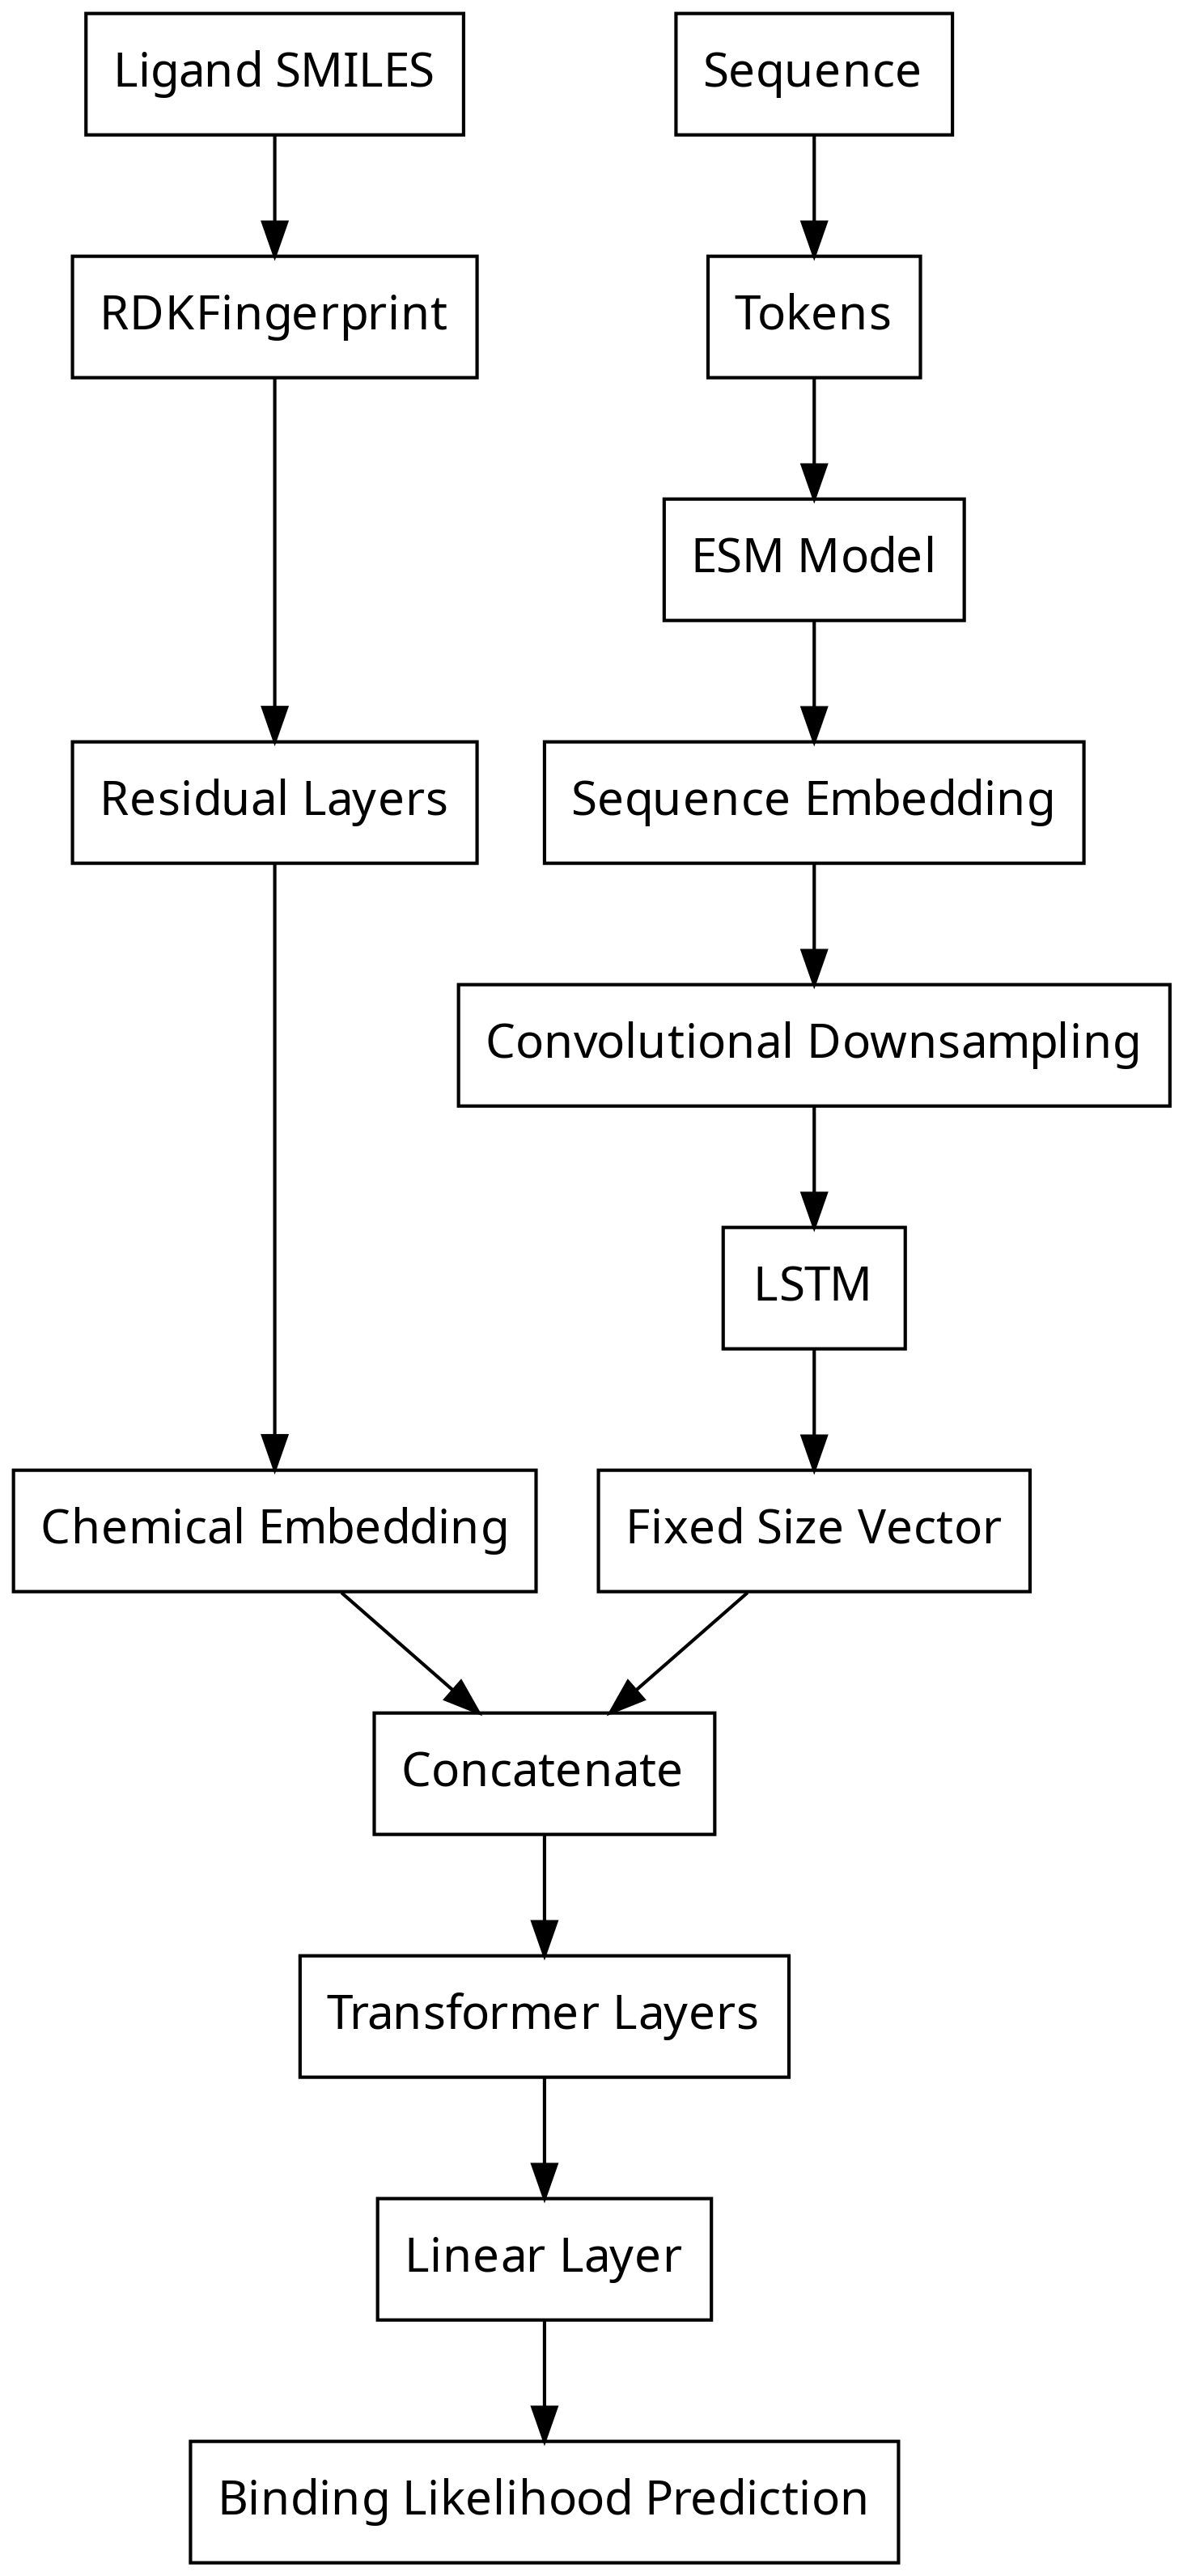 Ligand SMILES
Sequence
RDKFingerprint
Tokens
ESM Model
Residual Layers
Sequence Embedding
Convolutional Downsampling
LSTM
Chemical Embedding
Fixed Size Vector
Concatenate
Transformer Layers
Linear Layer
Binding Likelihood Prediction